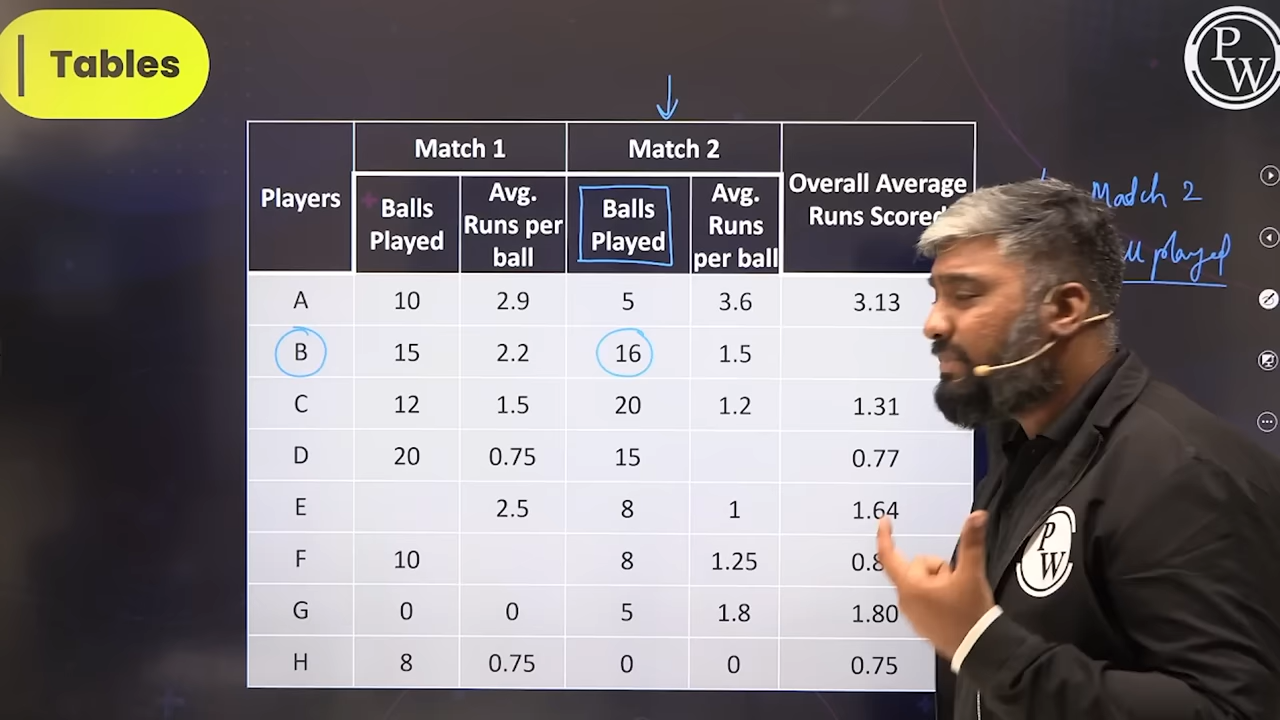 Tables
PW
Match 1
Match 2
Players
Balls Played
Avg. Runs per ball
Balls Played
Avg. Runs per ball
Overall Average Runs Scored
A 10 2.9 5 3.6 3.13
B 15 2.2 16 1.5
C 12 1.5 20 1.2 1.31
D 20 0.75 15 0.77
E 2.5 8 1 1.64
F 10 8 1.25
G 0 0 5 1.8 1.80
H 8 0.75 0 0 0.75
Match 2
played
PW